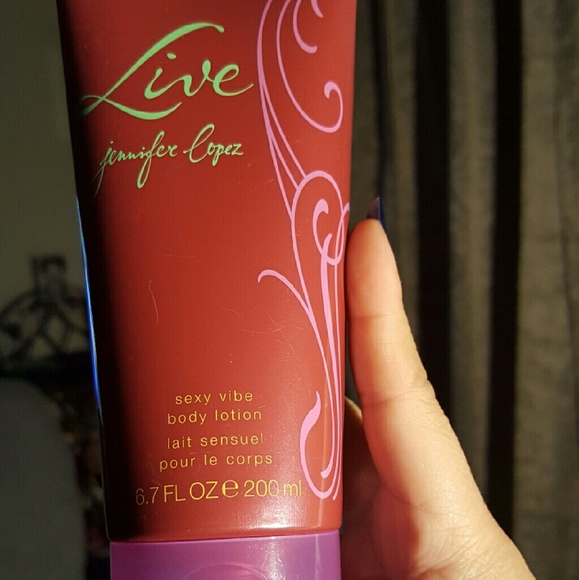 Live
jennifer lopez
sexy vibe
body lotion
lait sensuel
pour le corps
6.7 FL OZ ℮ 200 ml